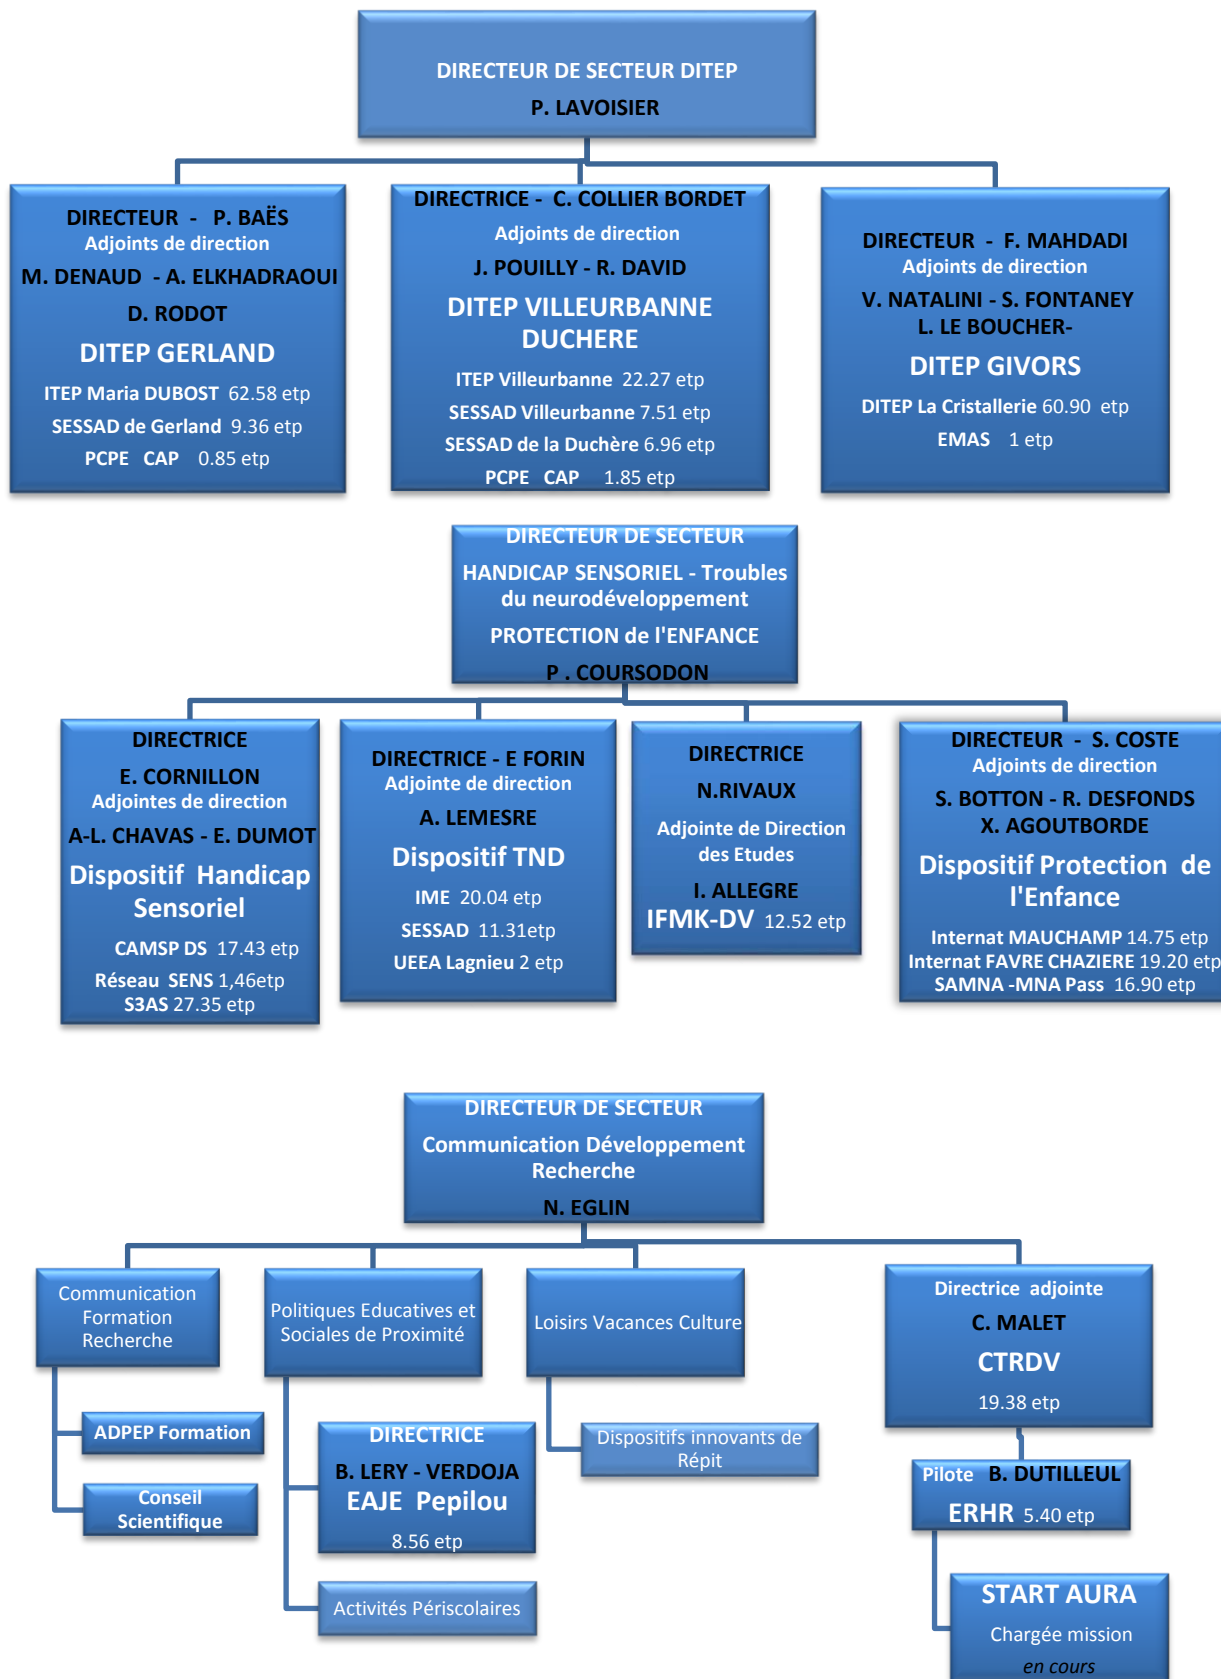 DIRECTEUR DE SECTEUR DITEP
P. LAVOISIER
DIRECTEUR - P. BAËS
Adjoints de direction
M. DENAUD - A. ELKHADRAOUI
D. RODOT
DITEP GERLAND
ITEP Maria DUBOST 62.58 etp
SESSAD de Gerland 9.36 etp
PCPE CAP 0.85 etp
DIRECTRICE - C. COLLIER BORDET
Adjoints de direction
J. POUILLY - R. DAVID
DITEP VILLEURBANNE
DUCHERE
ITEP Villeurbanne 22.27 etp
SESSAD Villeurbanne 7.51 etp
SESSAD de la Duchère 6.96 etp
PCPE CAP 1.85 etp
DIRECTEUR - F. MAHDADI
Adjoints de direction
V. NATALINI - S. FONTANEY
L. LE BOUCHER-
DITEP GIVORS
DITEP La Cristallerie 60.90 etp
EMAS 1 etp
DIRECTEUR DE SECTEUR
HANDICAP SENSORIEL - Troubles
du neurodéveloppement
PROTECTION de l'ENFANCE
P . COURSODON
DIRECTRICE
E. CORNILLON
Adjointes de direction
A-L. CHAVAS - E. DUMOT
Dispositif Handicap
Sensoriel
CAMSP DS 17.43 etp
Réseau SENS 1,46etp
S3AS 27.35 etp
DIRECTRICE - E FORIN
Adjointe de direction
A. LEMESRE
Dispositif TND
IME 20.04 etp
SESSAD 11.31etp
UEEA Lagnieu 2 etp
DIRECTRICE
N.RIVAUX
Adjointe de Direction
des Etudes
I. ALLEGRE
IFMK-DV 12.52 etp
DIRECTEUR - S. COSTE
Adjoints de direction
S. BOTTON - R. DESFONDS
X. AGOUTBORDE
Dispositif Protection de
l'Enfance
Internat MAUCHAMP 14.75 etp
Internat FAVRE CHAZIERE 19.20 etp
SAMNA -MNA Pass 16.90 etp
DIRECTEUR DE SECTEUR
Communication Développement
Recherche
N. EGLIN
Communication
Formation
Recherche
ADPEP Formation
Conseil
Scientifique
Politiques Educatives et
Sociales de Proximité
DIRECTRICE
B. LERY - VERDOJA
EAJE Pepilou
8.56 etp
Activités Périscolaires
Loisirs Vacances Culture
Dispositifs innovants de
Répit
Directrice adjointe
C. MALET
CTRDV
19.38 etp
Pilote B. DUTILLEUL
ERHR 5.40 etp
START AURA
Chargée mission
en cours